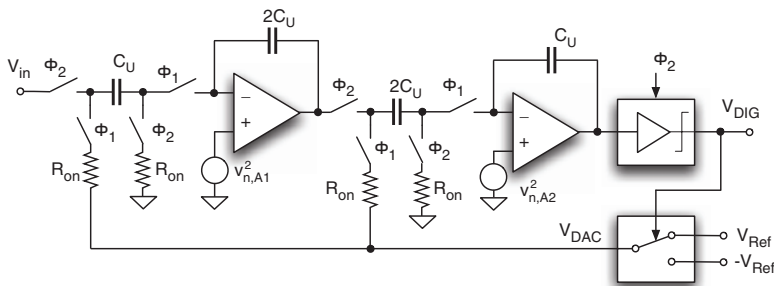 2C_U
C_U
V_in
Φ_2
C_U
Φ_1
Φ_2
2C_U
Φ_1
Φ_2
V_DIG
−
+
−
+
Φ_1
Φ_2
Φ_1
Φ_2
R_on
R_on
v²_n,A1
R_on
R_on
v²_n,A2
V_DAC
V_Ref
-V_Ref